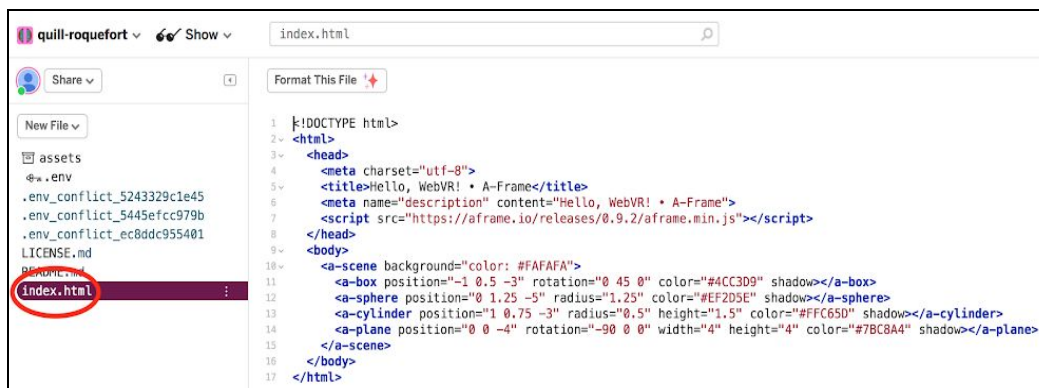 quill-roquefort Show index.html
Share
Format This File
New File
assets
.env
.env_conflict_5243329c1e45
.env_conflict_5445efcc979b
.env_conflict_ec8ddc955401
LICENSE.md
README.md
index.html
1 <!DOCTYPE html>
2 <html>
3 <head>
4 <meta charset="utf-8">
5 <title>Hello, WebVR! • A-Frame</title>
6 <meta name="description" content="Hello, WebVR! • A-Frame">
7 <script src="https://aframe.io/releases/0.9.2/aframe.min.js"></script>
8 </head>
9 <body>
10 <a-scene background="color: #FAFAFA">
11 <a-box position="-1 0.5 -3" rotation="0 45 0" color="#4CC3D9" shadow></a-box>
12 <a-sphere position="0 1.25 -5" radius="1.25" color="#EF2D5E" shadow></a-sphere>
13 <a-cylinder position="1 0.75 -3" radius="0.5" height="1.5" color="#FFC65D" shadow></a-cylinder>
14 <a-plane position="0 0 -4" rotation="-90 0 0" width="4" height="4" color="#7BC8A4" shadow></a-plane>
15 </a-scene>
16 </body>
17 </html>